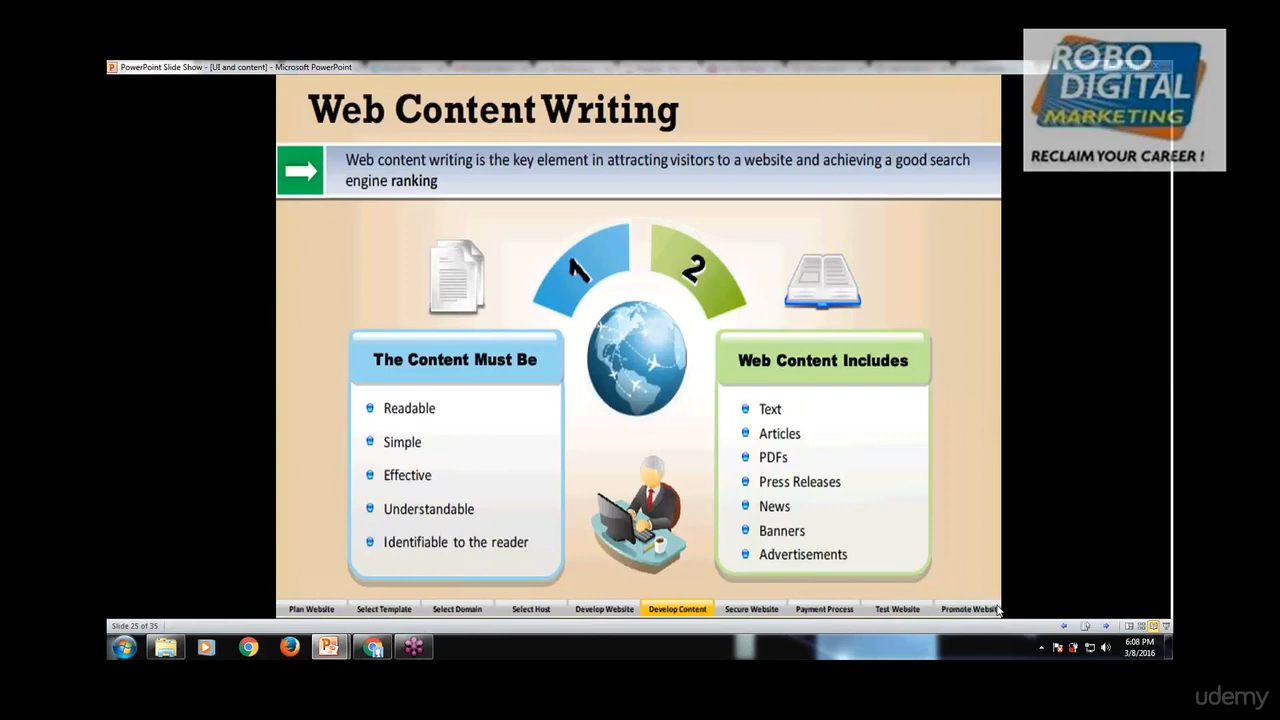 PowerPoint Slide Show - [UI and content] - Microsoft PowerPoint
ROBO
DIGITAL
MARKETING
RECLAIM YOUR CAREER !
Web Content Writing
Web content writing is the key element in attracting visitors to a website and achieving a good search
engine ranking
1
2
The Content Must Be
Readable
Simple
Effective
Understandable
Identifiable to the reader
Web Content Includes
Text
Articles
PDFs
Press Releases
News
Banners
Advertisements
Plan Website Select Template Select Domain Select Host Develop Website Develop Content Secure Website Payment Process Test Website Promote Website
Slide 25 of 35
6:08 PM
3/8/2016
udemy